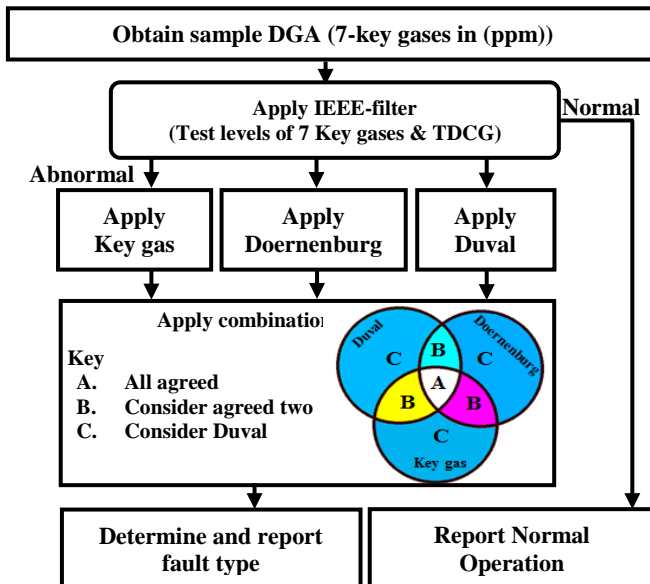 Obtain sample DGA (7-key gases in (ppm))
Apply IEEE-filter
(Test levels of 7 Key gases & TDCG)
Normal
Abnormal
Apply
Key gas
Apply
Doernenburg
Apply
Duval
Apply combination
Key
A. All agreed
B. Consider agreed two
C. Consider Duval
Duval
Doernenburg
B
C
C
A
B
B
C
Key gas
Determine and report
fault type
Report Normal
Operation